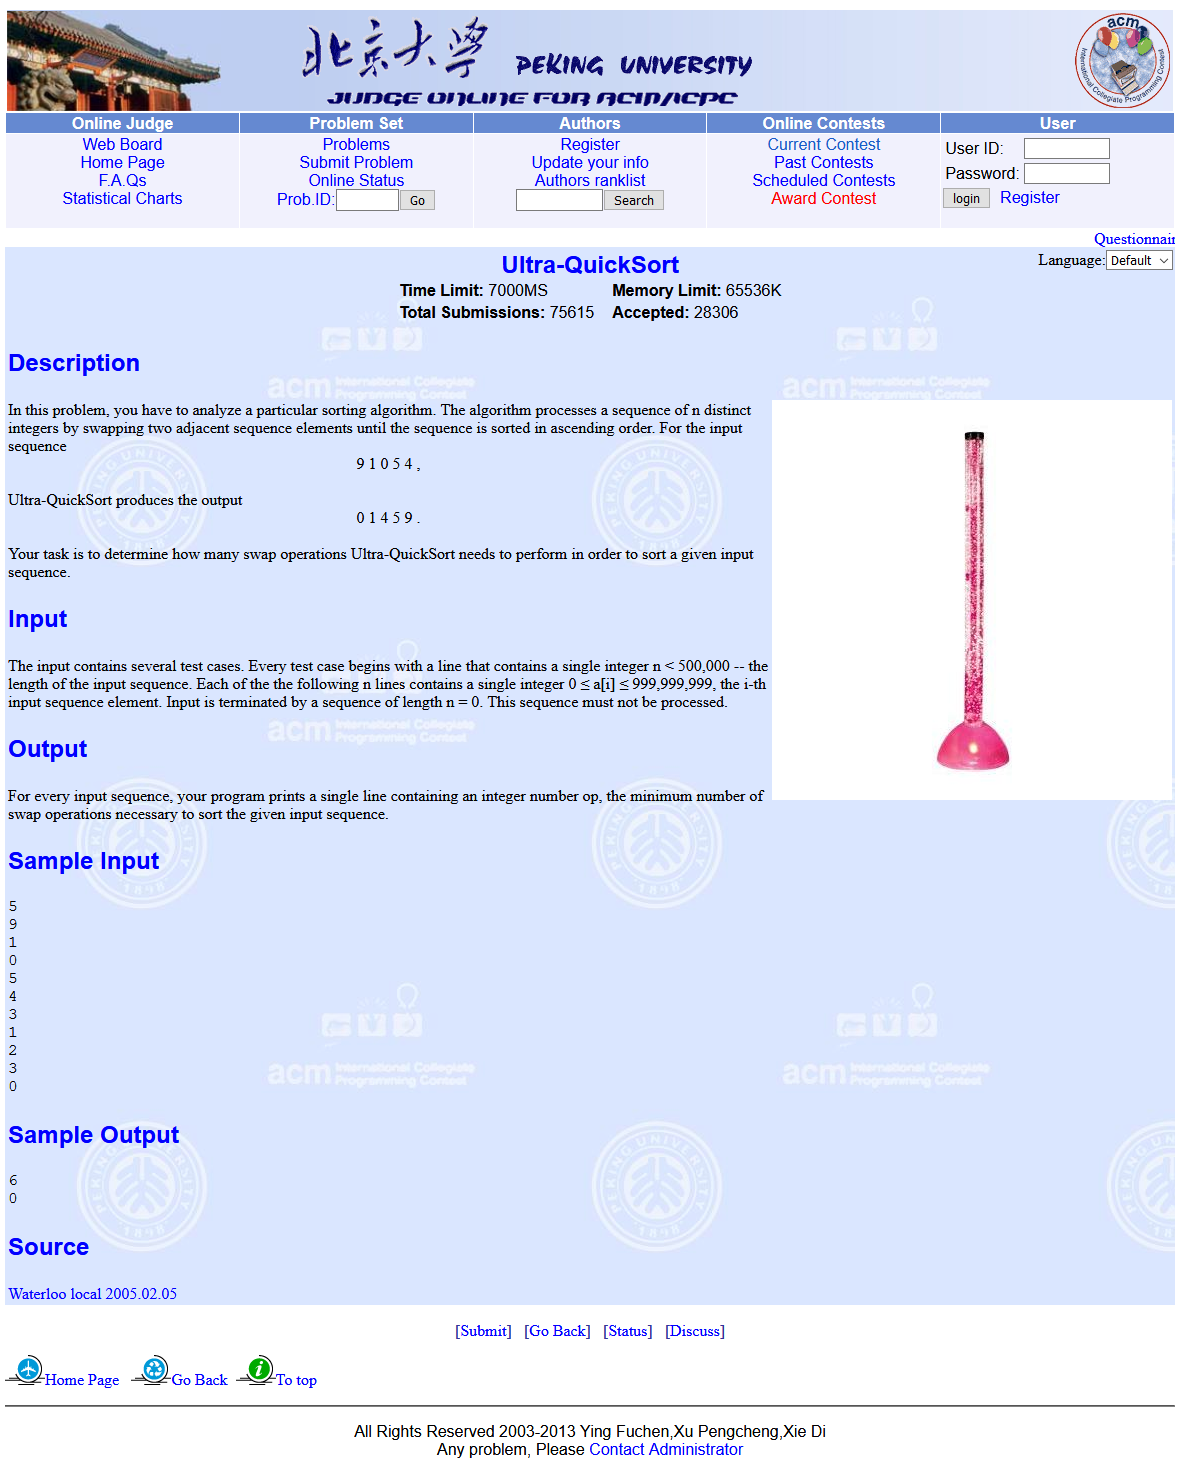 北京大學 PEKING UNIVERSITY
JUDGE ONLINE FOR ACM/ICPC
acm International Collegiate Programming Contest
Online Judge Problem Set Authors Online Contests User
Web Board Problems Register Current Contest User ID:
Home Page Submit Problem Update your info Past Contests Password:
F.A.Qs Online Status Authors ranklist Scheduled Contests login Register
Statistical Charts Prob.ID: Go Search Award Contest
Questionnair
Language: Default
Ultra-QuickSort
Time Limit: 7000MS Memory Limit: 65536K
Total Submissions: 75615 Accepted: 28306
Description
In this problem, you have to analyze a particular sorting algorithm. The algorithm processes a sequence of n distinct
integers by swapping two adjacent sequence elements until the sequence is sorted in ascending order. For the input
sequence
9 1 0 5 4 ,
Ultra-QuickSort produces the output
0 1 4 5 9 .
Your task is to determine how many swap operations Ultra-QuickSort needs to perform in order to sort a given input
sequence.
Input
The input contains several test cases. Every test case begins with a line that contains a single integer n < 500,000 -- the
length of the input sequence. Each of the the following n lines contains a single integer 0 ≤ a[i] ≤ 999,999,999, the i-th
input sequence element. Input is terminated by a sequence of length n = 0. This sequence must not be processed.
Output
For every input sequence, your program prints a single line containing an integer number op, the minimum number of
swap operations necessary to sort the given input sequence.
Sample Input
5
9
1
0
5
4
3
1
2
3
0
Sample Output
6
0
Source
Waterloo local 2005.02.05
[Submit] [Go Back] [Status] [Discuss]
Home Page Go Back To top
All Rights Reserved 2003-2013 Ying Fuchen,Xu Pengcheng,Xie Di
Any problem, Please Contact Administrator